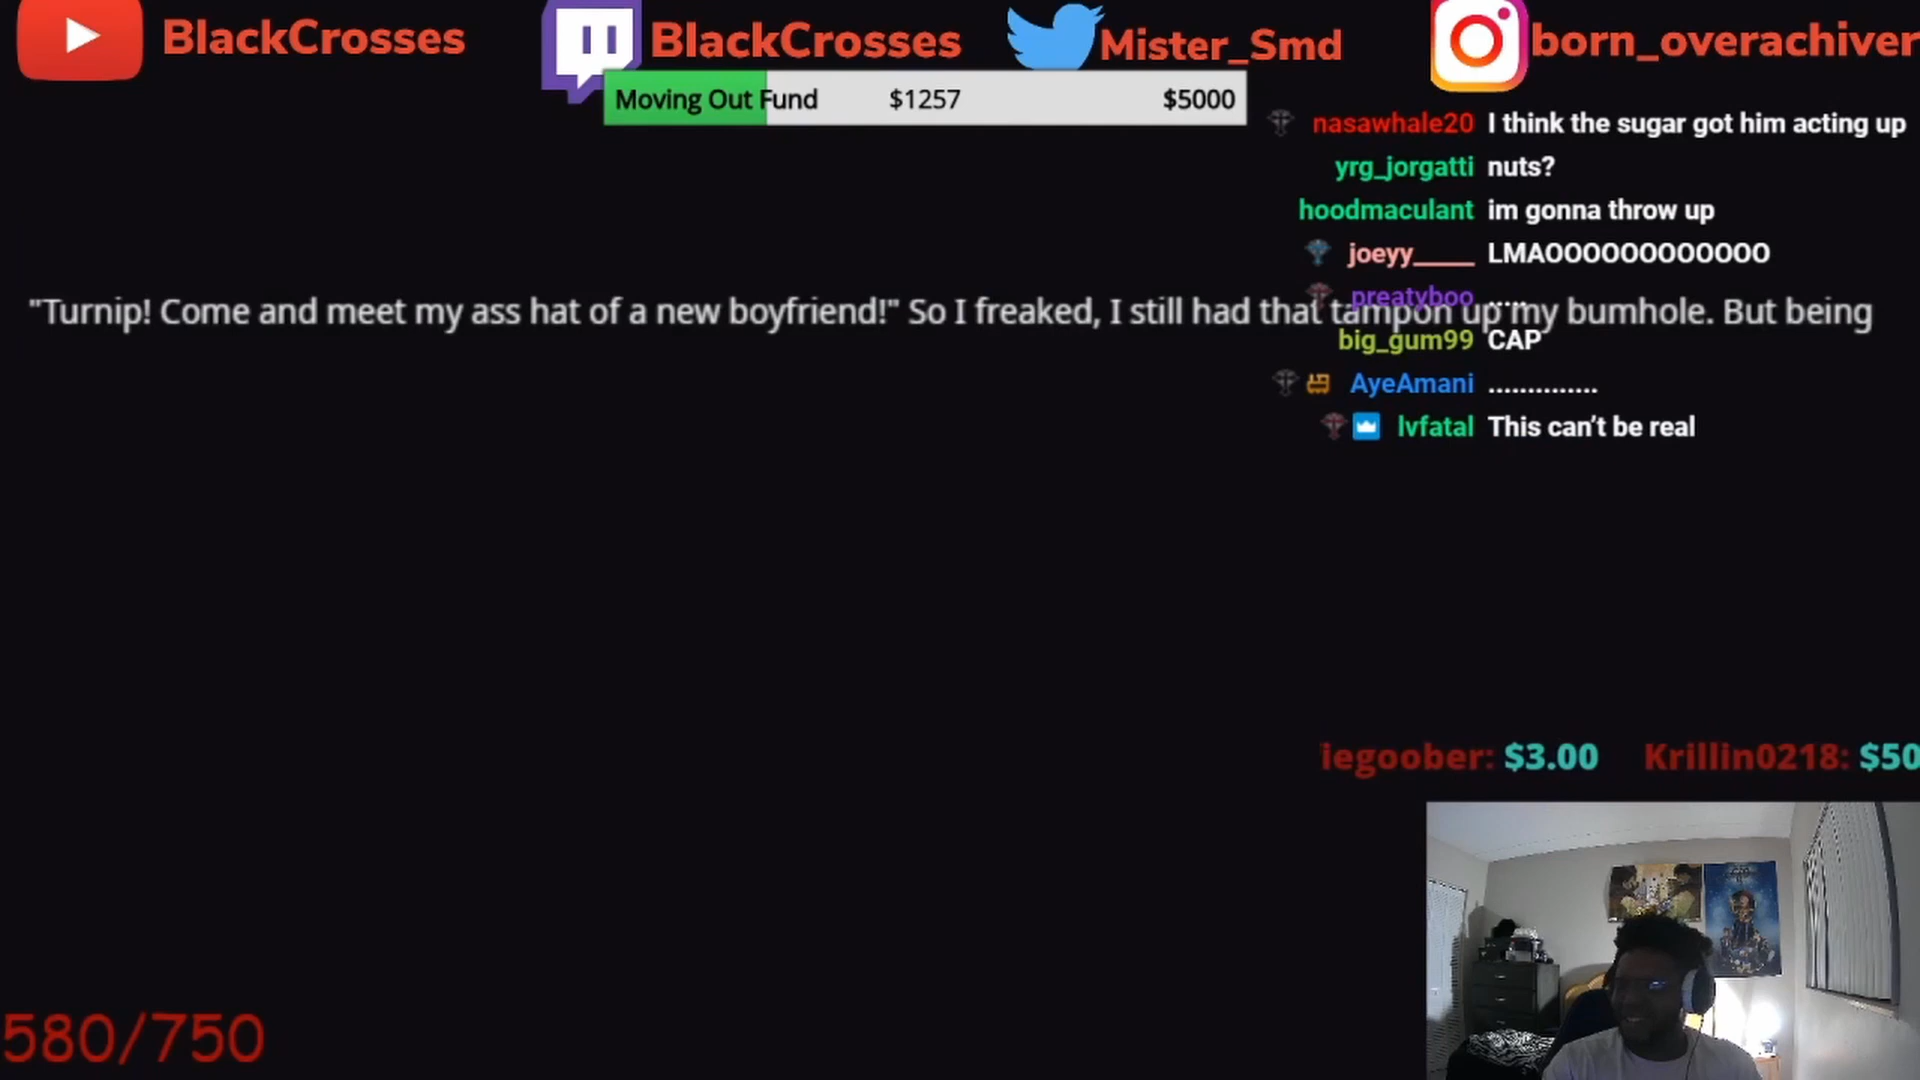 BlackCrosses
BlackCrosses
Mister_Smd
born_overachiver
Moving Out Fund $1257 $5000
nasawhale20 I think the sugar got him acting up
yrg_jorgatti nuts?
hoodmaculant im gonna throw up
joeyy_____ LMAOOOOOOOOOOOO
preatyboo .....
"Turnip! Come and meet my ass hat of a new boyfriend!" So I freaked, I still had that tampon up my bumhole. But being
big_gum99 CAP
AyeAmani ..............
lvfatal This can't be real
iegoober: $3.00 Krillin0218: $50
580/750